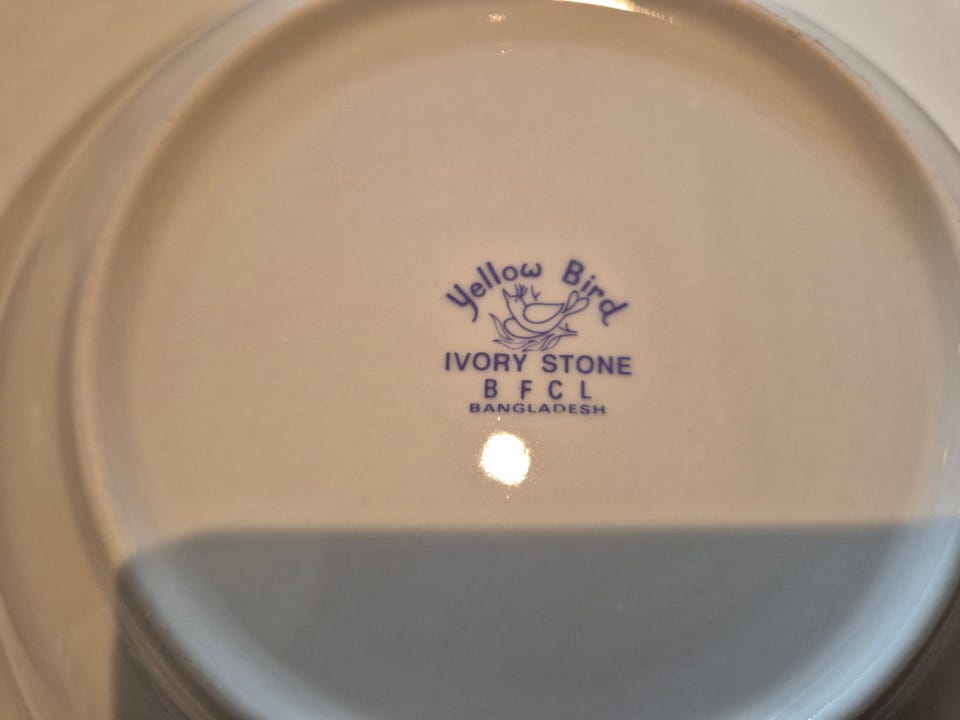 Yellow Bird
IVORY STONE
B F C L
BANGLADESH